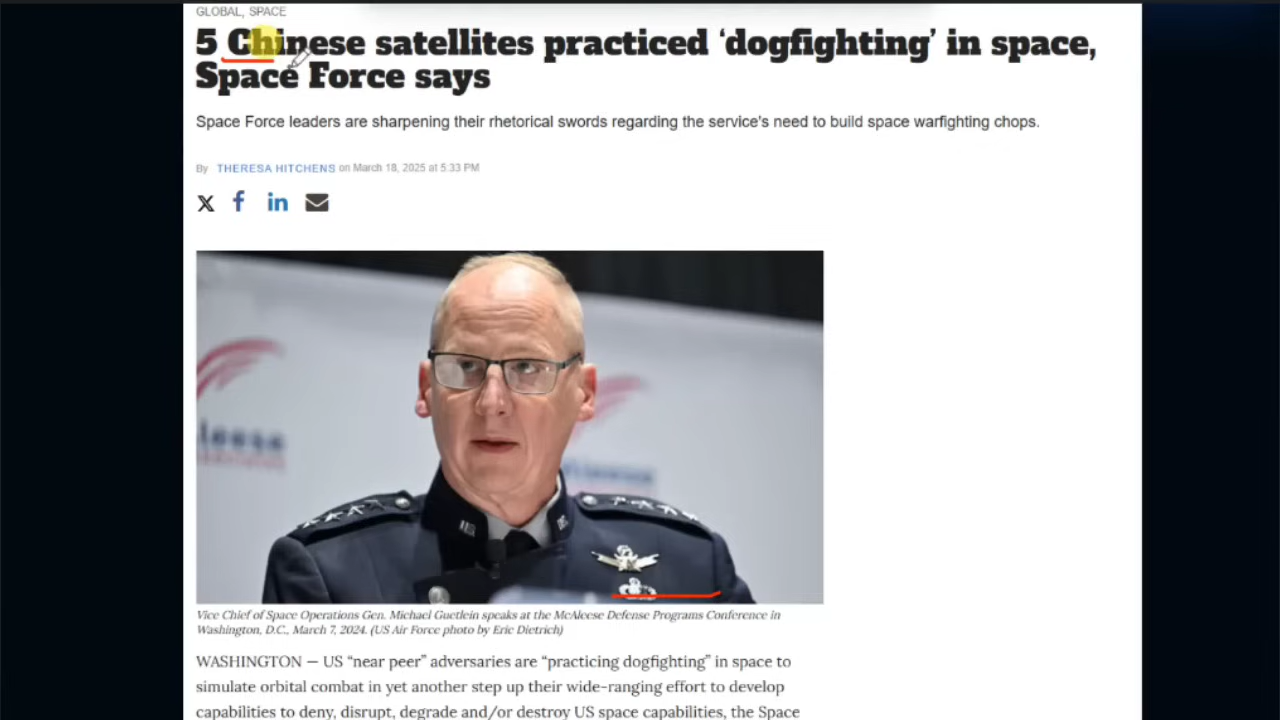 GLOBAL, SPACE
5 Chinese satellites practiced ‘dogfighting’ in space,
Space Force says
Space Force leaders are sharpening their rhetorical swords regarding the service's need to build space warfighting chops.
By THERESA HITCHENS on March 18, 2025 at 5:33 PM
Vice Chief of Space Operations Gen. Michael Guetlein speaks at the McAleese Defense Programs Conference in
Washington, D.C., March 7, 2024. (US Air Force photo by Eric Dietrich)
WASHINGTON — US “near peer” adversaries are “practicing dogfighting” in space to
simulate orbital combat in yet another step up their wide-ranging effort to develop
capabilities to deny, disrupt, degrade and/or destroy US space capabilities, the Space